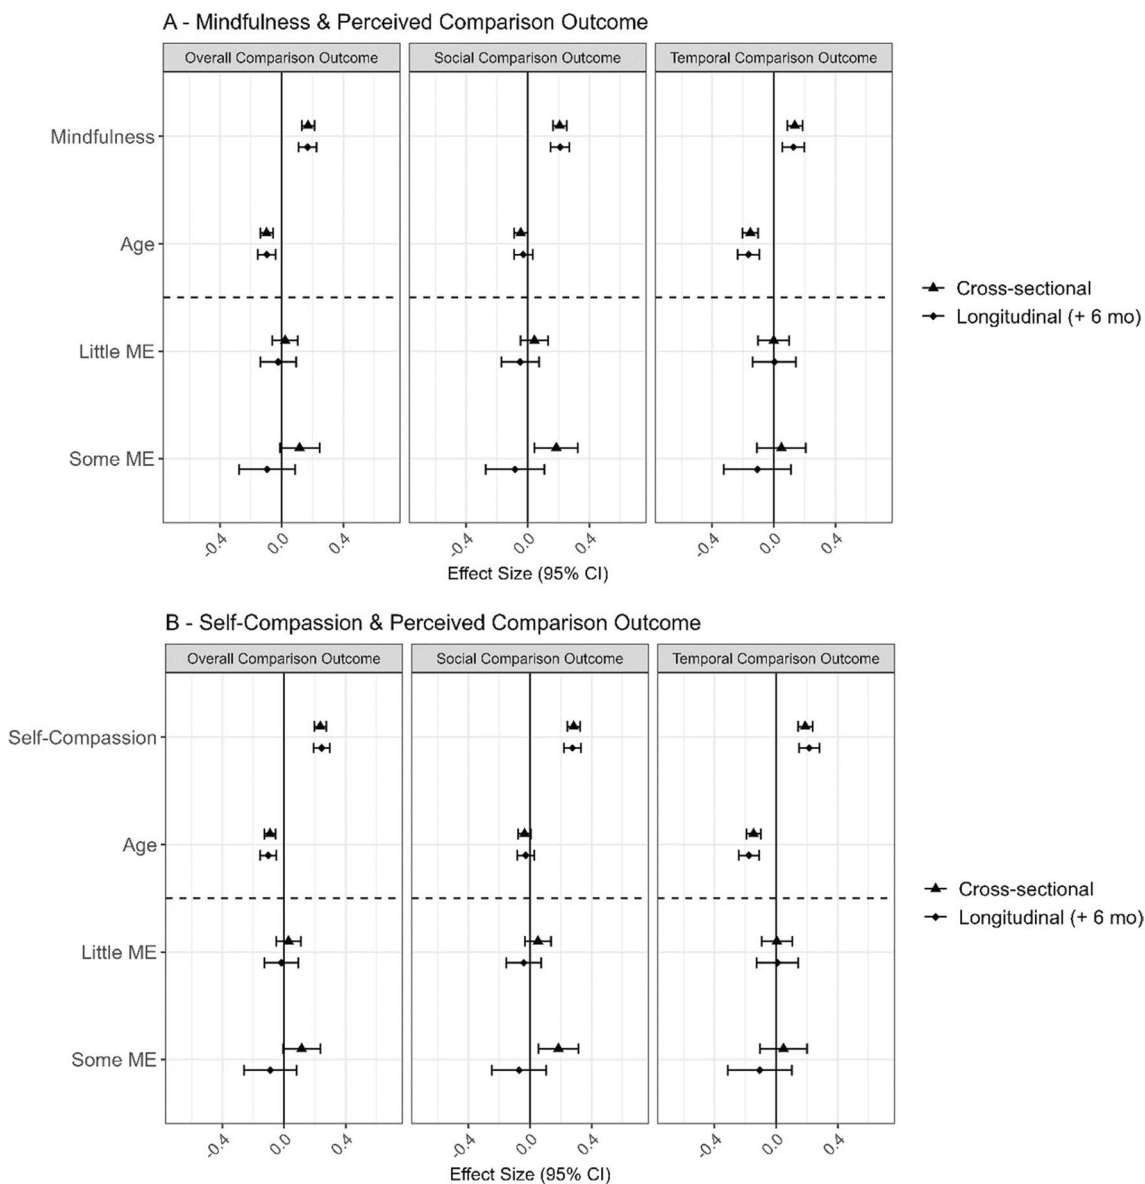 A - Mindfulness & Perceived Comparison Outcome
Overall Comparison Outcome Social Comparison Outcome Temporal Comparison Outcome
Mindfulness
Age
Little ME
Some ME
Cross-sectional
Longitudinal (+ 6 mo)
-0.4 0.0 0.4 -0.4 0.0 0.4 -0.4 0.0 0.4
Effect Size (95% CI)
B - Self-Compassion & Perceived Comparison Outcome
Overall Comparison Outcome Social Comparison Outcome Temporal Comparison Outcome
Self-Compassion
Age
Little ME
Some ME
Cross-sectional
Longitudinal (+ 6 mo)
-0.4 0.0 0.4 -0.4 0.0 0.4 -0.4 0.0 0.4
Effect Size (95% CI)